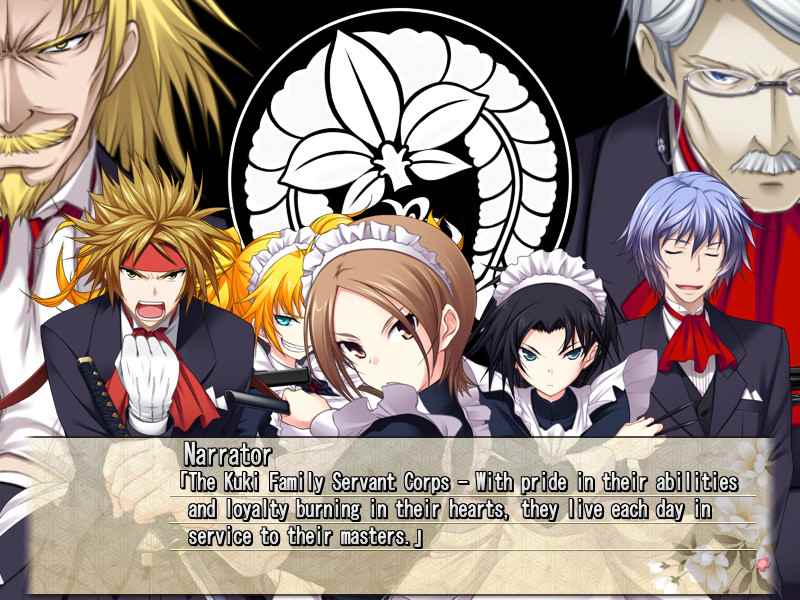 Narrator
「The Kuki Family Servant Corps - With pride in their abilities
and loyalty burning in their hearts, they live each day in
service to their masters.」